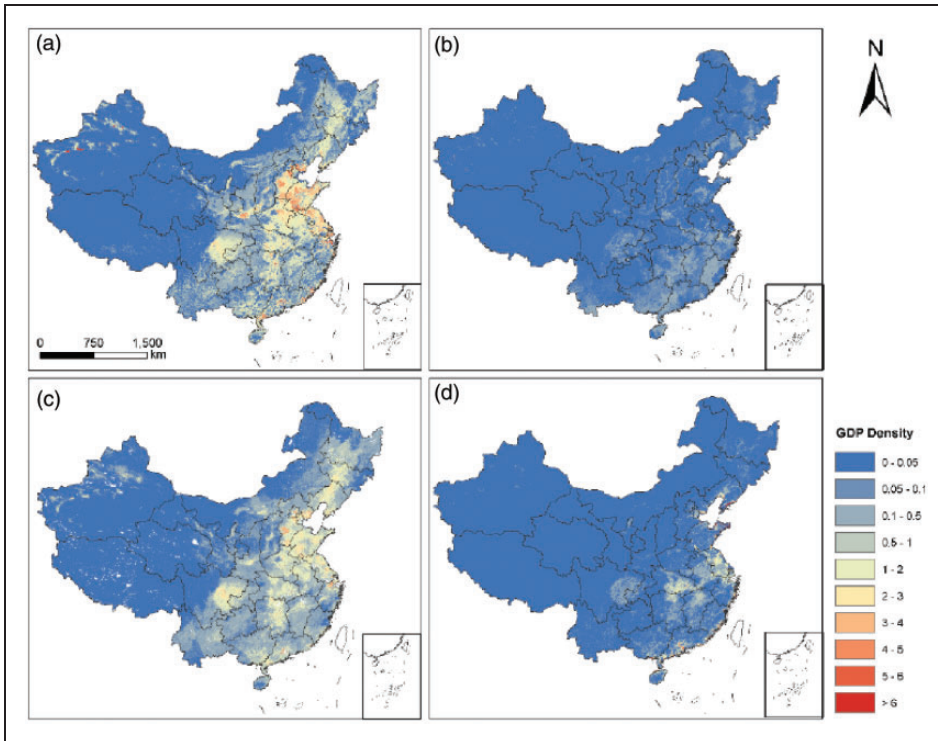 (a)
(b)
N
0 750 1,500
km
(c)
(d)
GDP Density
0 - 0.05
0.05 - 0.1
0.1 - 0.5
0.5 - 1
1 - 2
2 - 3
3 - 4
4 - 5
5 - 6
> 6